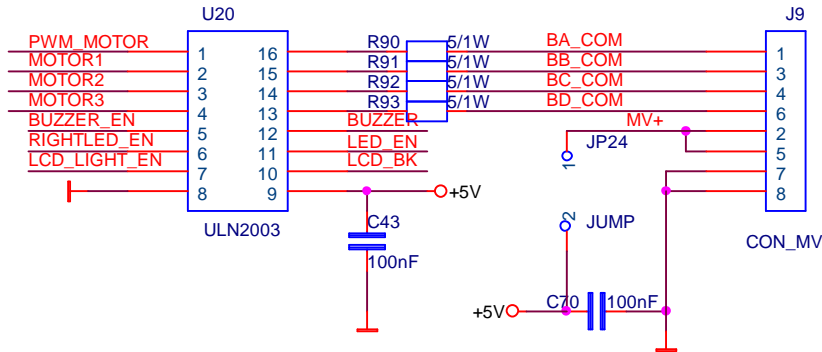 U20 J9
PWM_MOTOR 1 16 R90 5/1W BA_COM 1
MOTOR1 2 15 R91 5/1W BB_COM 3
MOTOR2 3 14 R92 5/1W BC_COM 4
MOTOR3 4 13 R93 5/1W BD_COM 6
BUZZER_EN 5 12 BUZZER MV+ 2
RIGHTLED_EN 6 11 LED_EN 1 JP24 5
LCD_LIGHT_EN 7 10 LCD_BK 7
8 9 +5V 8
ULN2003 C43 2 JUMP
100nF CON_MV
+5V C70 100nF